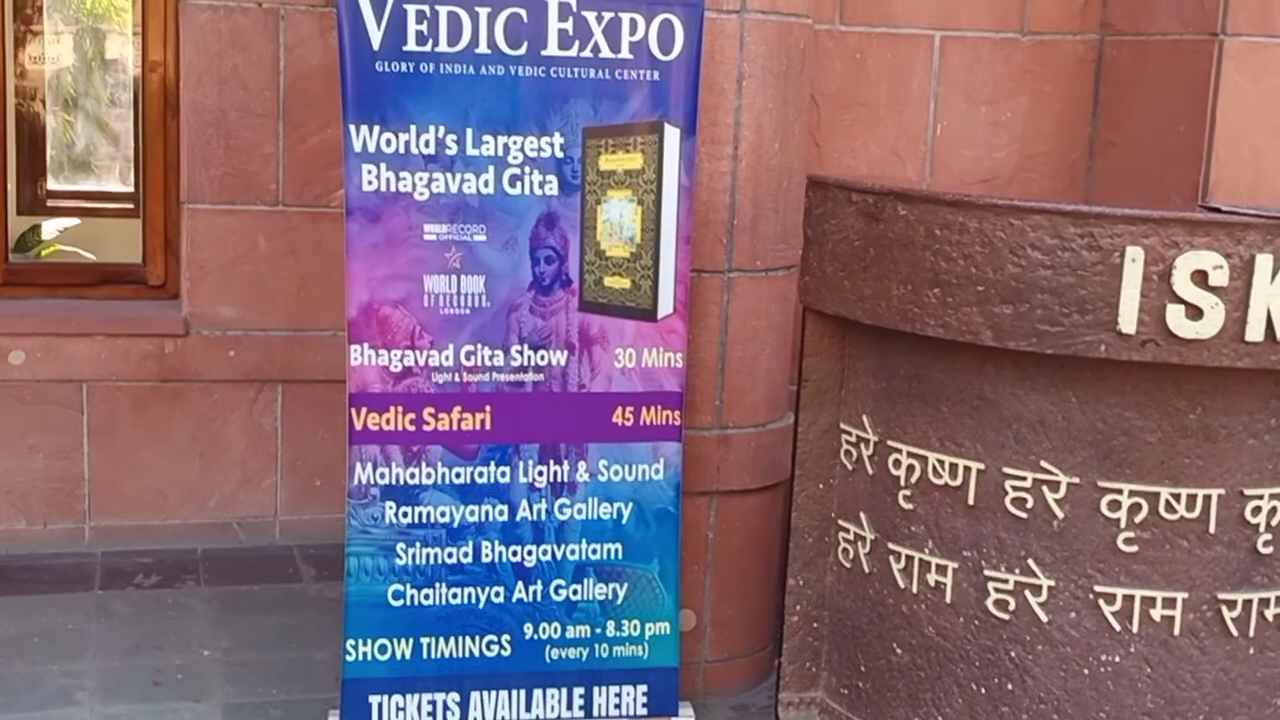 VEDIC EXPO
GLORY OF INDIA AND VEDIC CULTURAL CENTER
World's Largest
Bhagavad Gita
WORLD RECORD
OFFICIAL
WORLD BOOK
OF RECORDS
LONDON
Bhagavad Gita Show 30 Mins
Light & Sound Presentation
Vedic Safari 45 Mins
Mahabharata Light & Sound
Ramayana Art Gallery
Srimad Bhagavatam
Chaitanya Art Gallery
SHOW TIMINGS 9.00 am - 8.30 pm
(every 10 mins)
TICKETS AVAILABLE HERE
ISK
हरे कृष्ण हरे कृष्ण कृ
हरे राम हरे राम राम